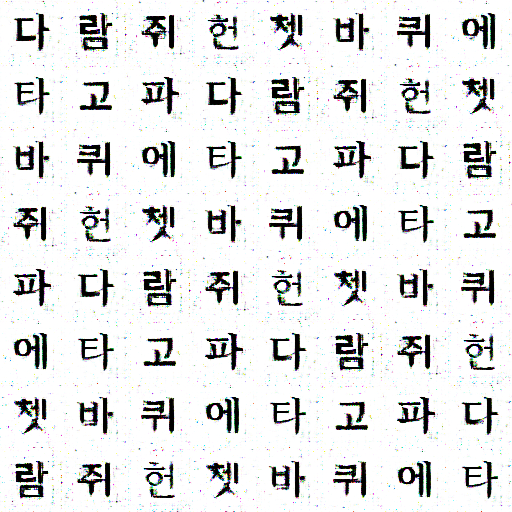 다 람 쥐 헌 쳇 바 퀴 에
타 고 파 다 람 쥐 헌 쳇
바 퀴 에 타 고 파 다 람
쥐 헌 쳇 바 퀴 에 타 고
파 다 람 쥐 헌 쳇 바 퀴
에 타 고 파 다 람 쥐 헌
쳇 바 퀴 에 타 고 파 다
람 쥐 헌 쳇 바 퀴 에 타